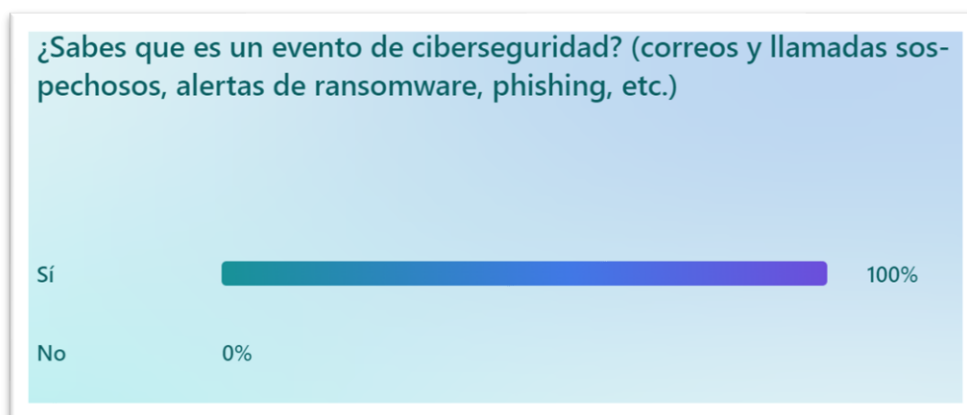 ¿Sabes que es un evento de ciberseguridad? (correos y llamadas sos-
pechosos, alertas de ransomware, phishing, etc.)
Sí 100%
No 0%